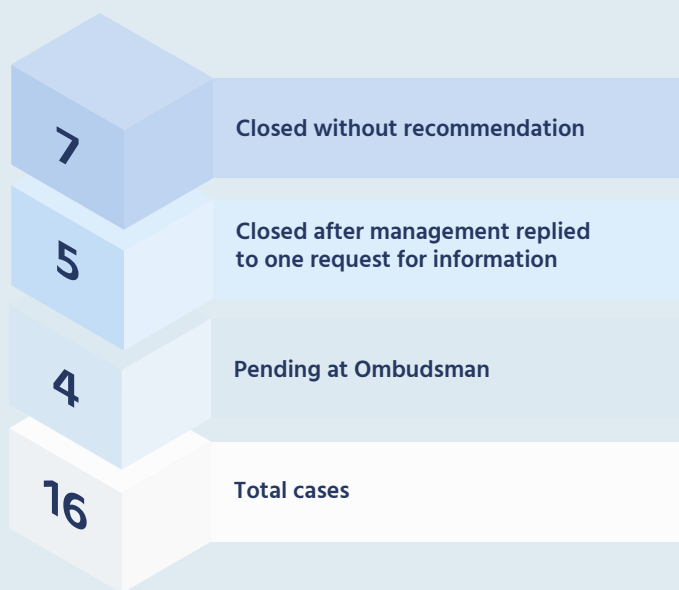 7
Closed without recommendation
5
Closed after management replied
to one request for information
4
Pending at Ombudsman
16
Total cases